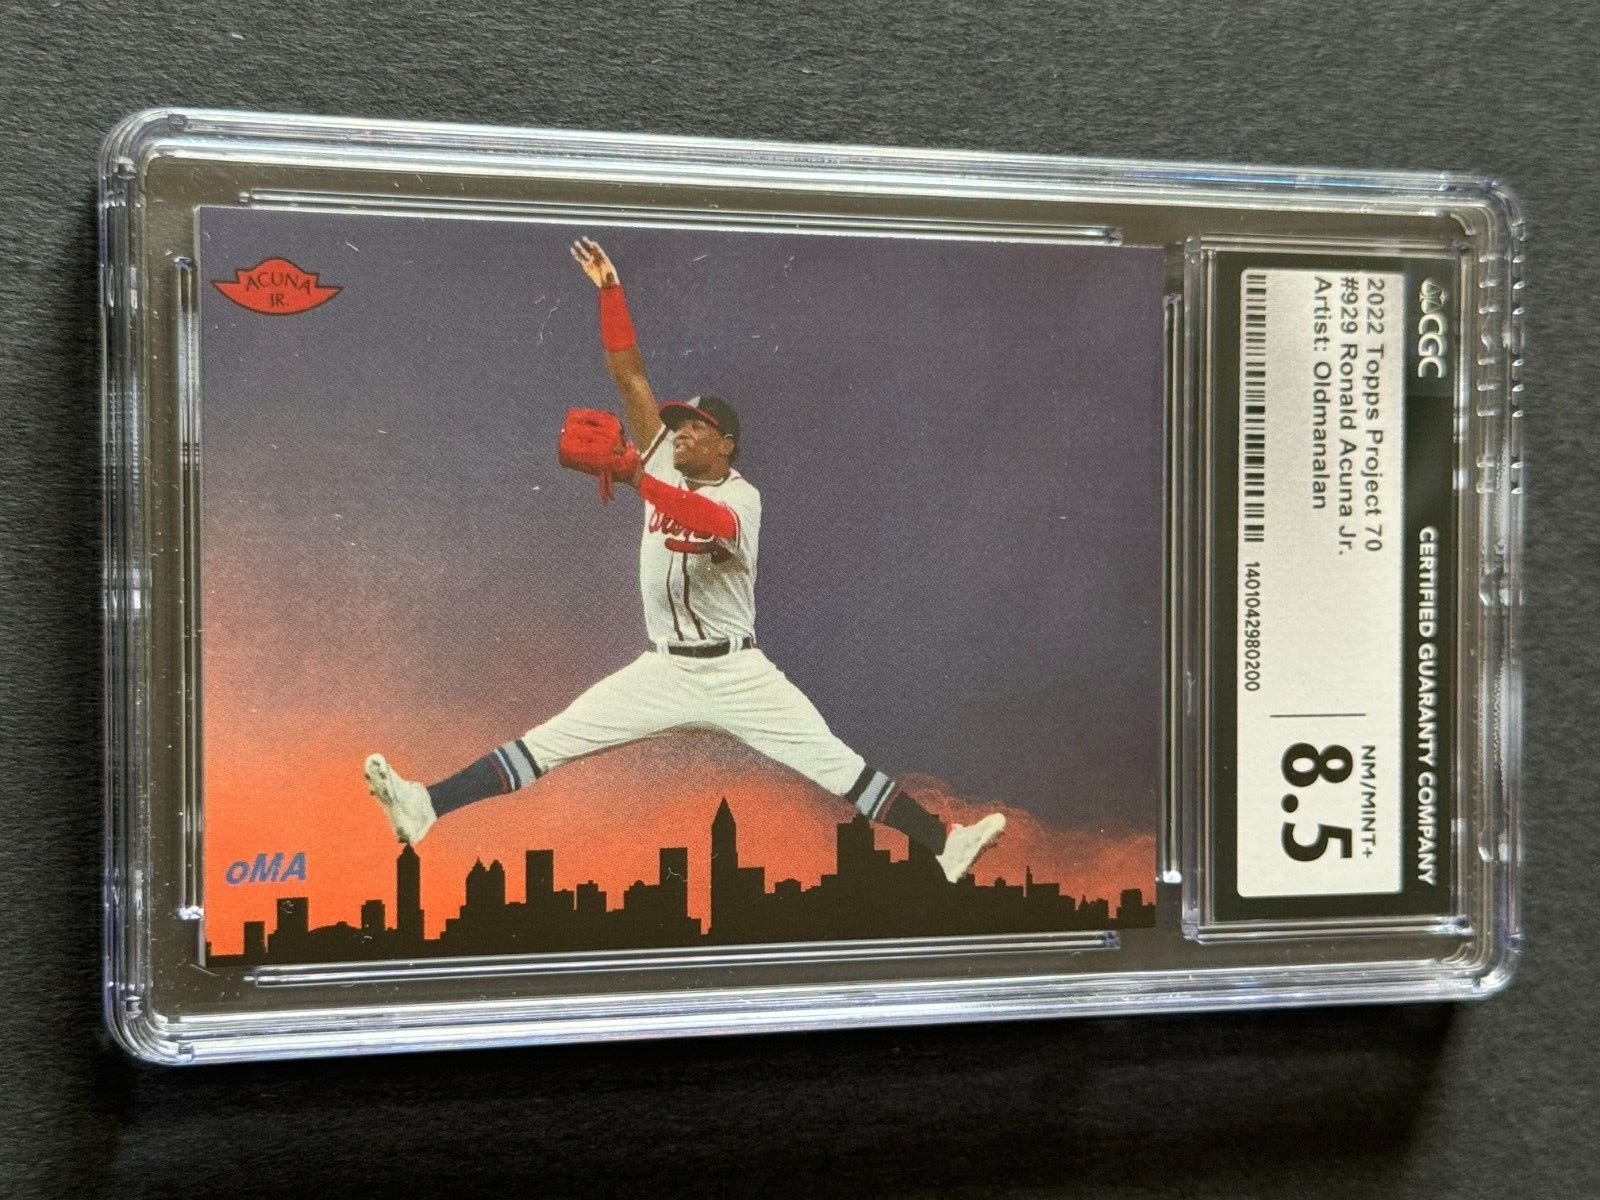 CGC CERTIFIED GUARANTY COMPANY
2022 Topps Project 70
#929 Ronald Acuna Jr.
Artist: Oldmanalan
1401042980200
NM/MINT+
8.5
ACUNA
JR.
Braves
oMA